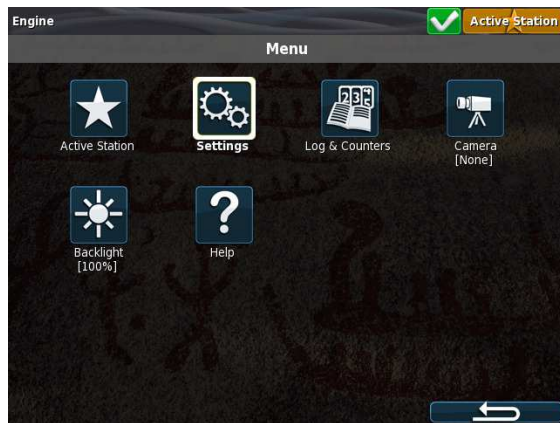 Engine
Active Station
Menu
Active Station
Settings
Log & Counters
Camera
[None]
Backlight
[100%]
Help